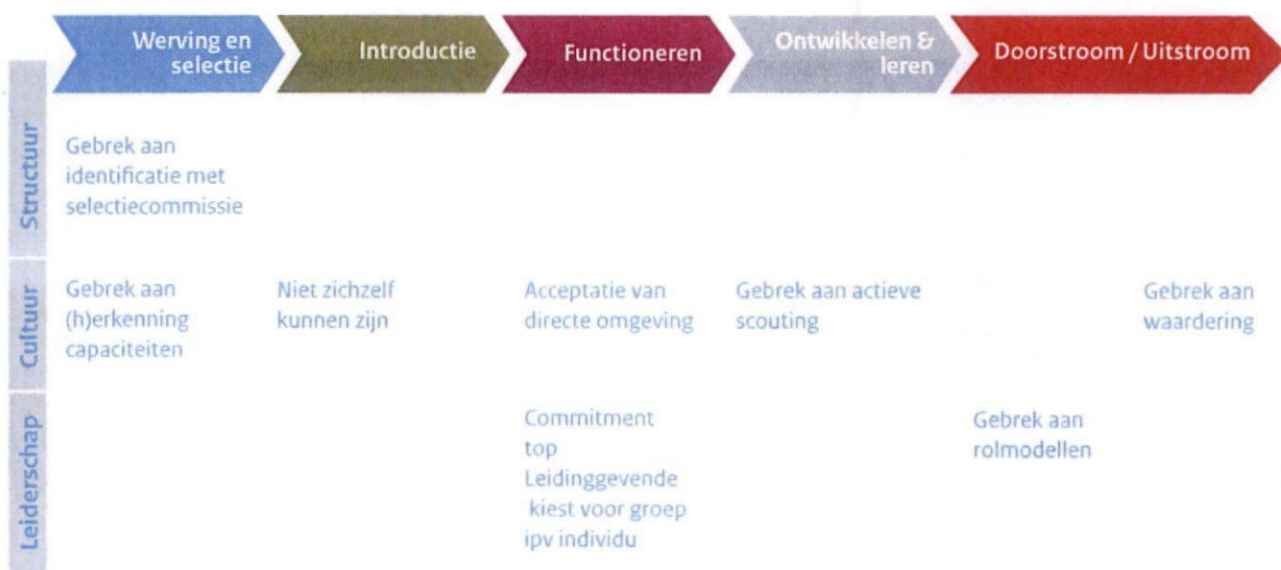 Werving en
selectie
Introductie
Functioneren
Ontwikkelen &
leren
Doorstroom / Uitstroom
Structuur
Gebrek aan
identificatie met
selectiecommissie
Cultuur
Gebrek aan
(h)erkenning
capaciteiten
Niet zichzelf
kunnen zijn
Acceptatie van
directe omgeving
Gebrek aan actieve
scouting
Gebrek aan
waardering
Leiderschap
Commitment
top
Leidinggevende
kiest voor groep
ipv individu
Gebrek aan
rolmodellen